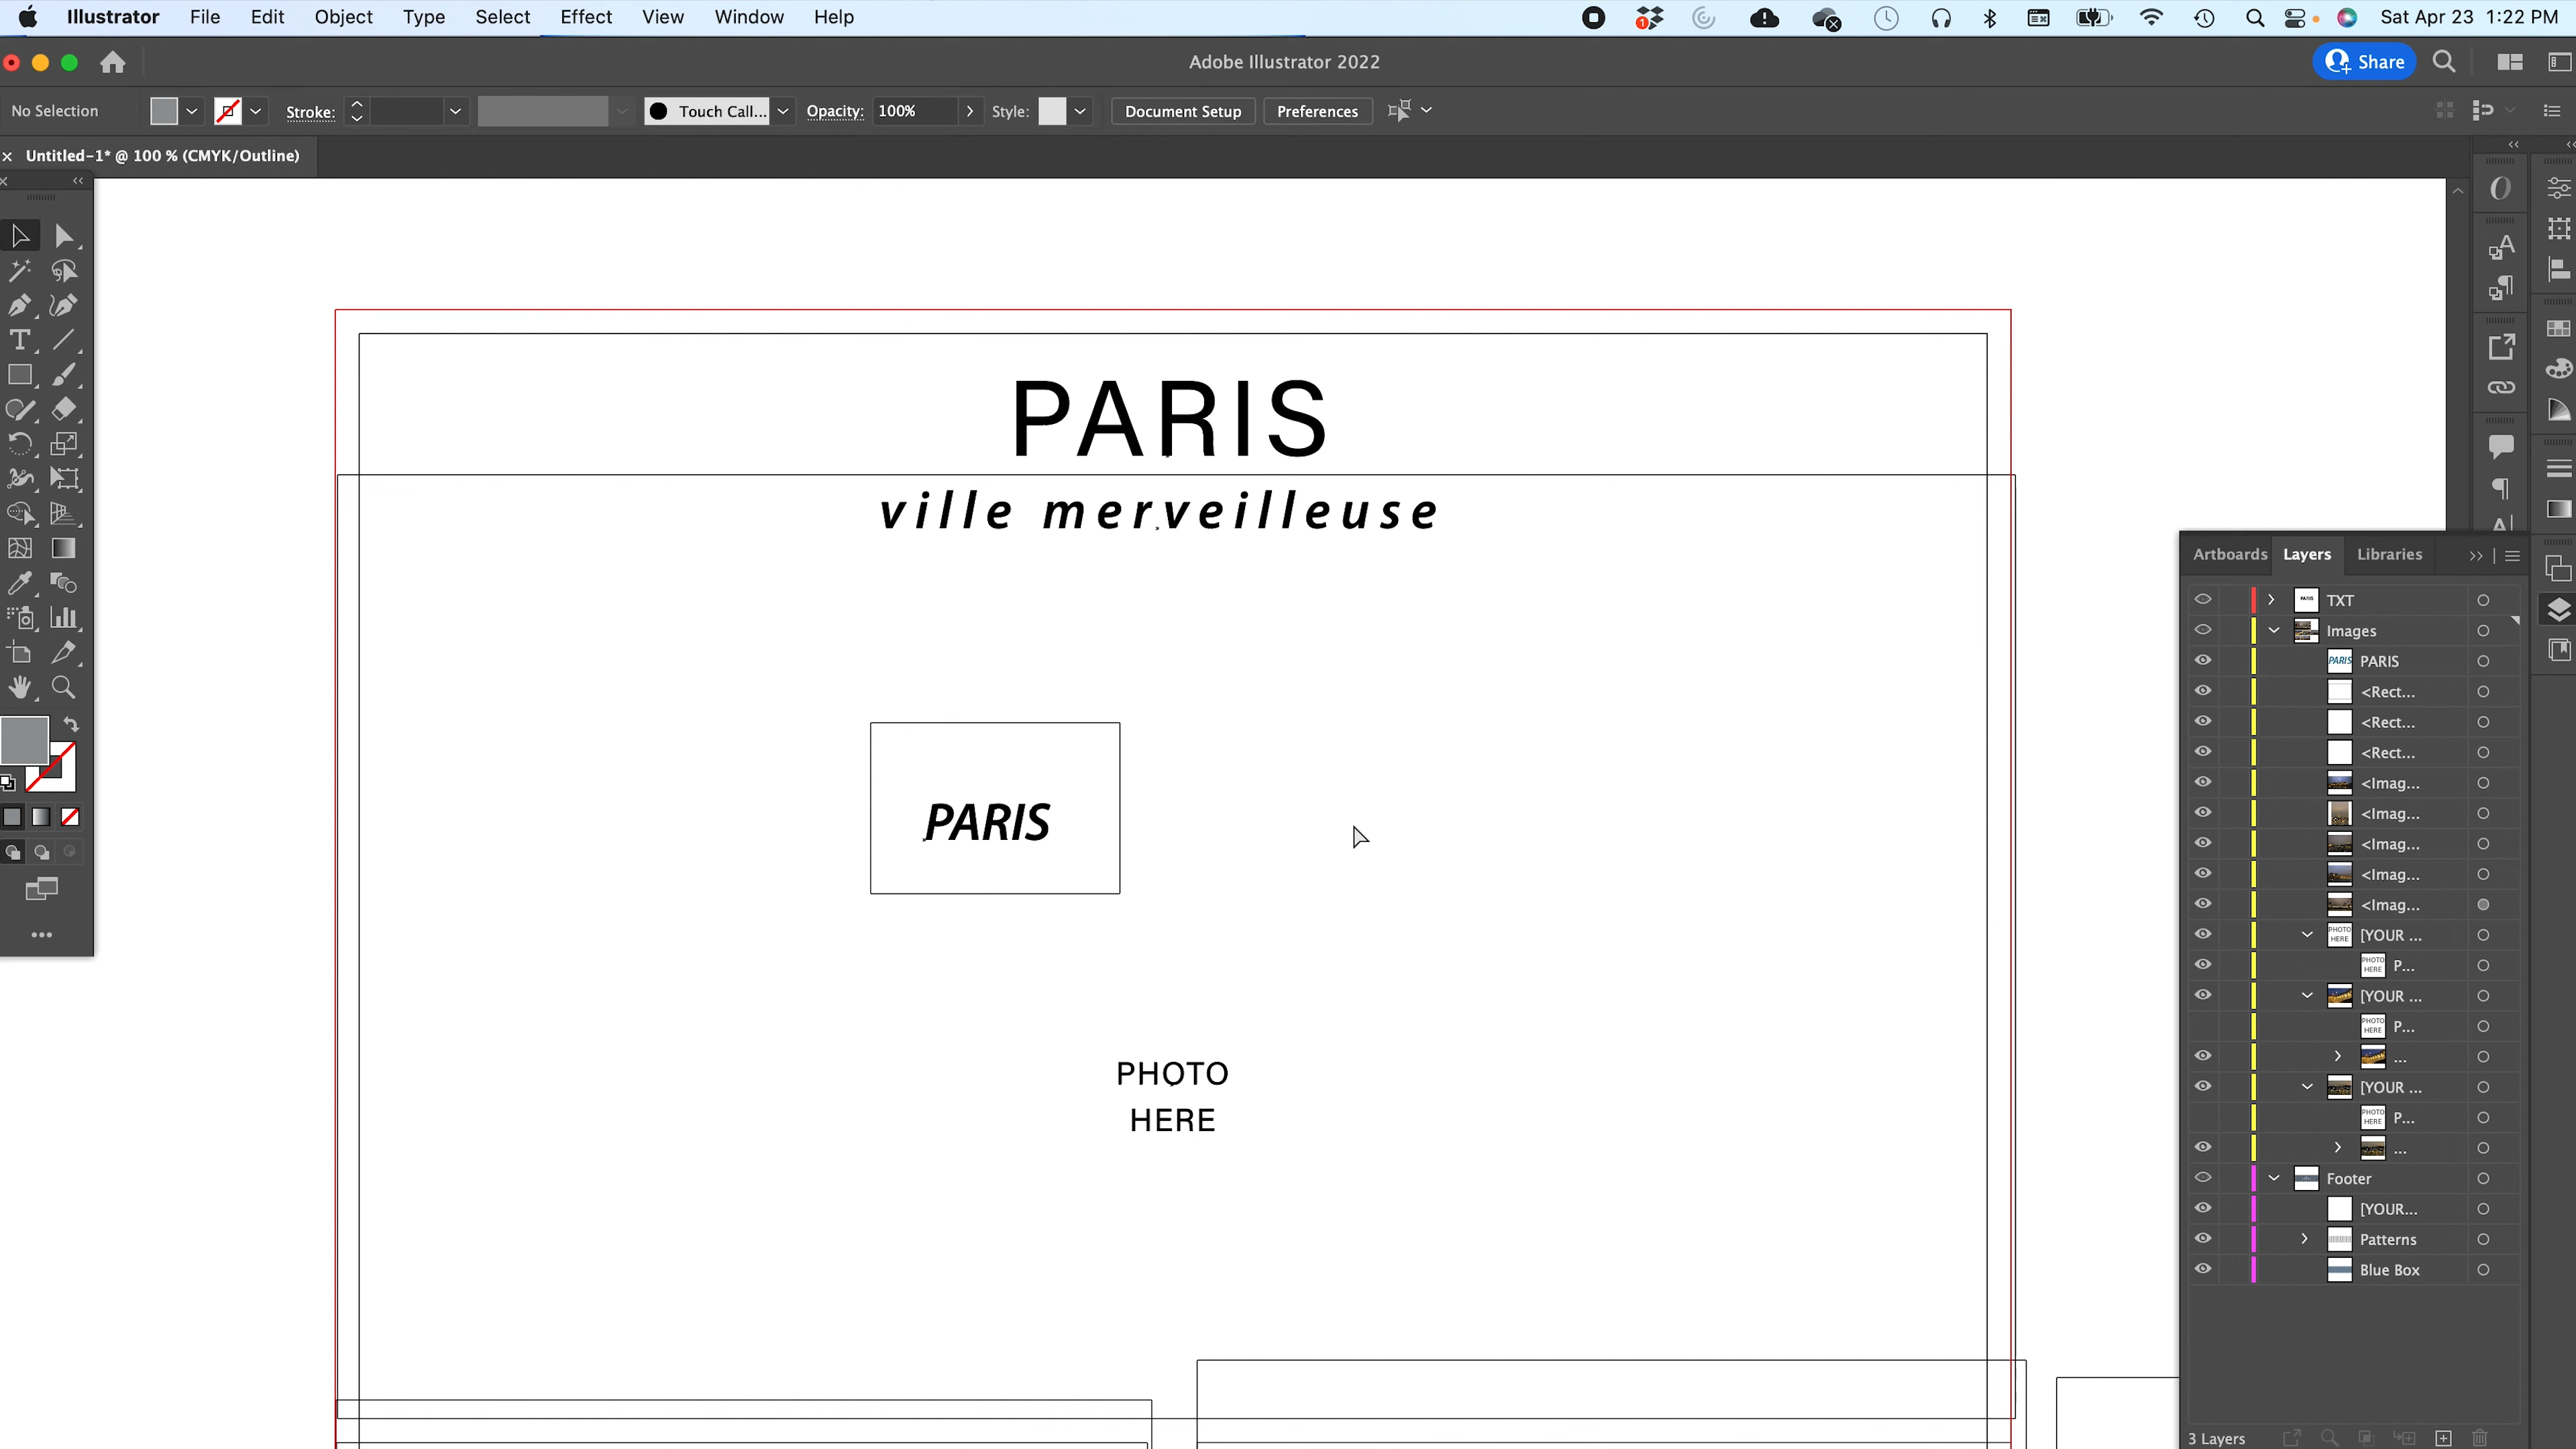 Illustrator File Edit Object Type Select Effect View Window Help Sat Apr 23 1:22 PM
Adobe Illustrator 2022
Share
No Selection Stroke: Touch Call... Opacity: 100% Style: Document Setup Preferences
Untitled-1* @ 100 % (CMYK/Outline)
PARIS
ville merveilleuse
PARIS
PHOTO
HERE
Artboards Layers Libraries
TXT
Images
PARIS
<Rect...
<Rect...
<Rect...
<Imag...
<Imag...
<Imag...
<Imag...
<Imag...
[YOUR ...
P...
[YOUR ...
P...
...
[YOUR ...
P...
...
Footer
[YOUR...
Patterns
Blue Box
3 Layers